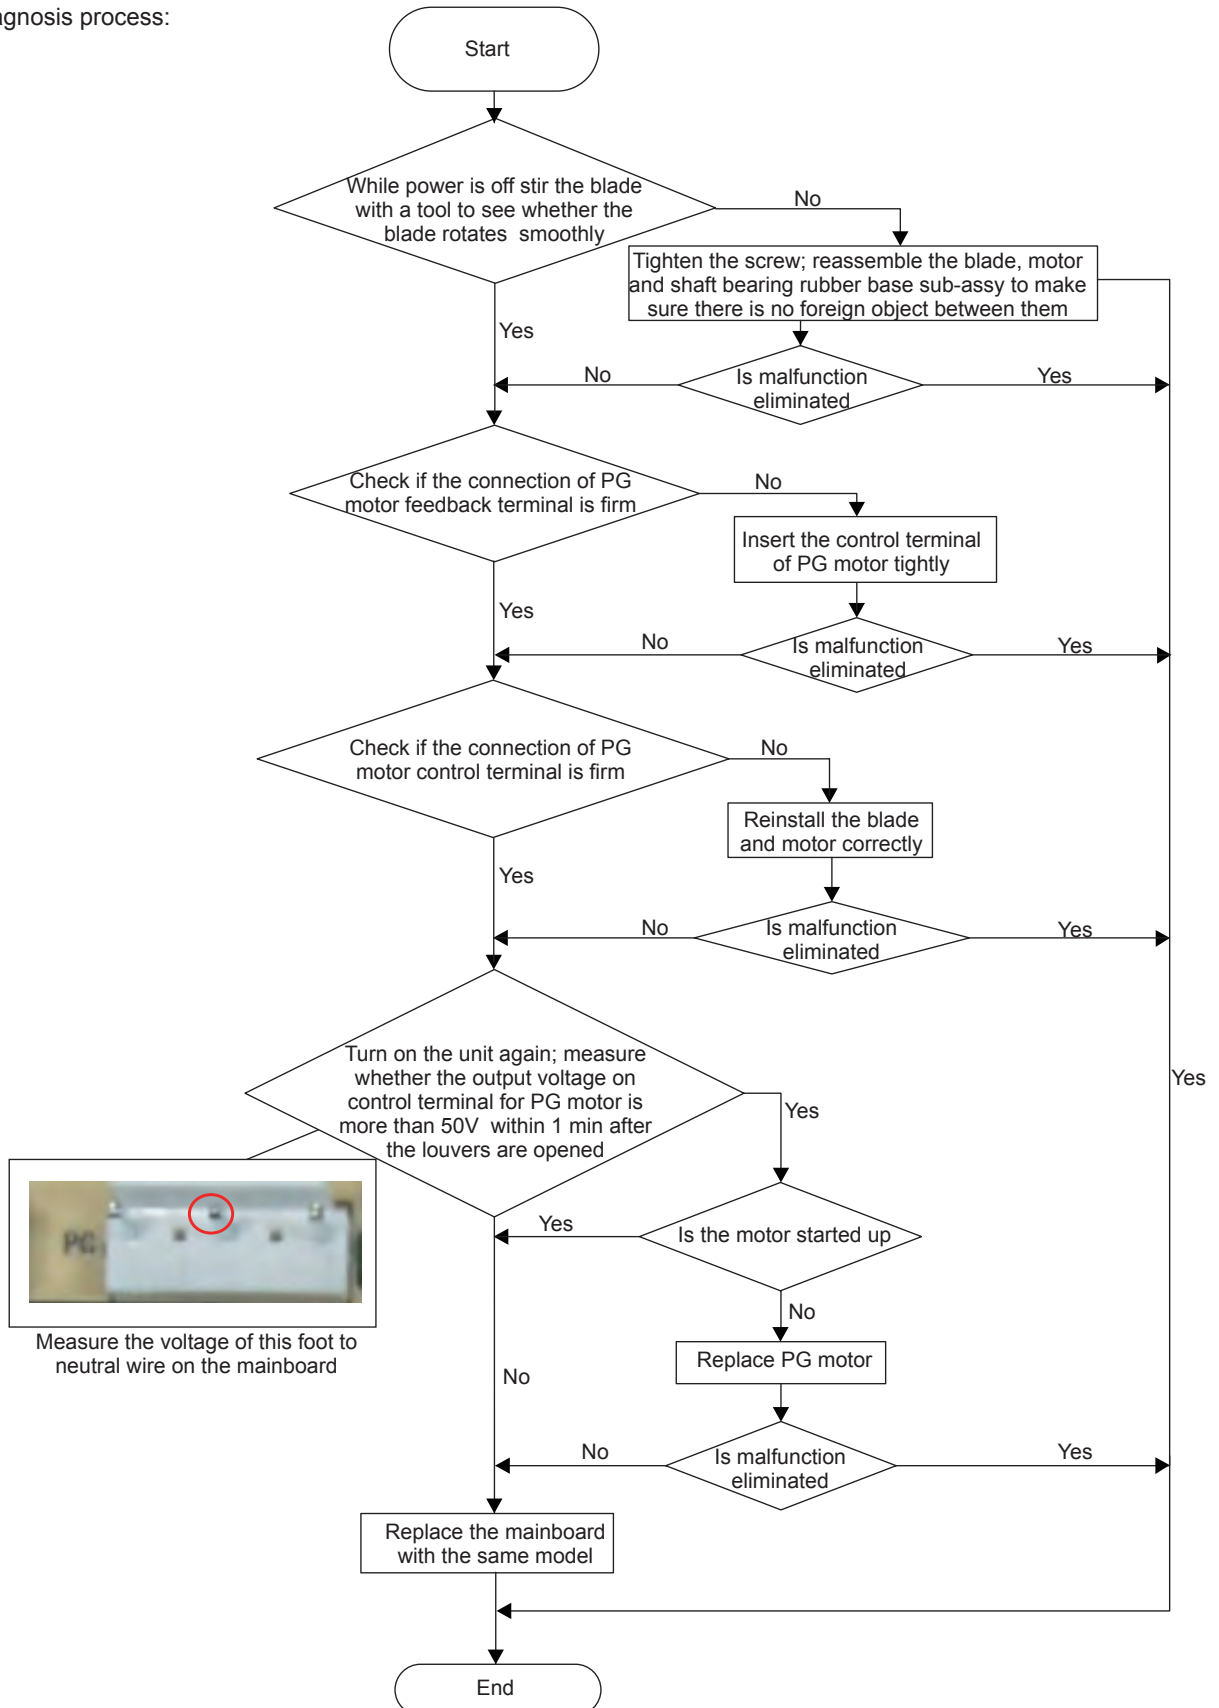 agnosis process:
Start
While power is off stir the blade
with a tool to see whether the
blade rotates smoothly
No
Tighten the screw; reassemble the blade, motor
and shaft bearing rubber base sub-assy to make
sure there is no foreign object between them
Yes
No
Is malfunction
eliminated
Yes
Check if the connection of PG
motor feedback terminal is firm
No
Insert the control terminal
of PG motor tightly
Yes
No
Is malfunction
eliminated
Yes
Check if the connection of PG
motor control terminal is firm
No
Reinstall the blade
and motor correctly
Yes
No
Is malfunction
eliminated
Yes
Turn on the unit again; measure
whether the output voltage on
control terminal for PG motor is
more than 50V within 1 min after
the louvers are opened
Yes
Yes
PG
Yes
Is the motor started up
No
Measure the voltage of this foot to
neutral wire on the mainboard
Replace PG motor
No
No
Is malfunction
eliminated
Yes
Replace the mainboard
with the same model
End